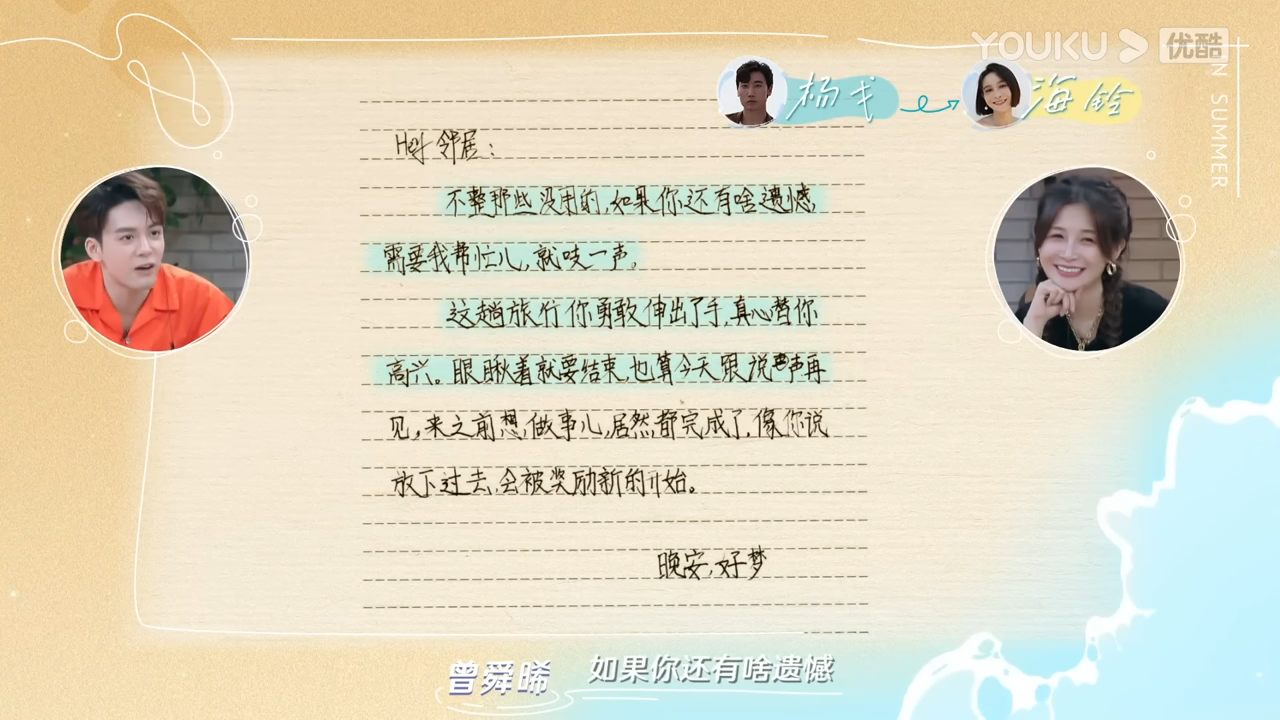 YOUKU 优酷
IN SUMMER
杨弋
海铃
Hey 邻居：
不整那些没用的，如果你还有啥遗憾，
需要我帮忙儿，就吱一声。
这趟旅行你勇敢伸出了手，真心替你
高兴。眼瞅着就要结束，也算今天跟说声再
见，来之前想做事儿，居然都完成了，像你说
放下过去，会被奖励新的开始。
晚安，好梦
曾舜晞
如果你还有啥遗憾